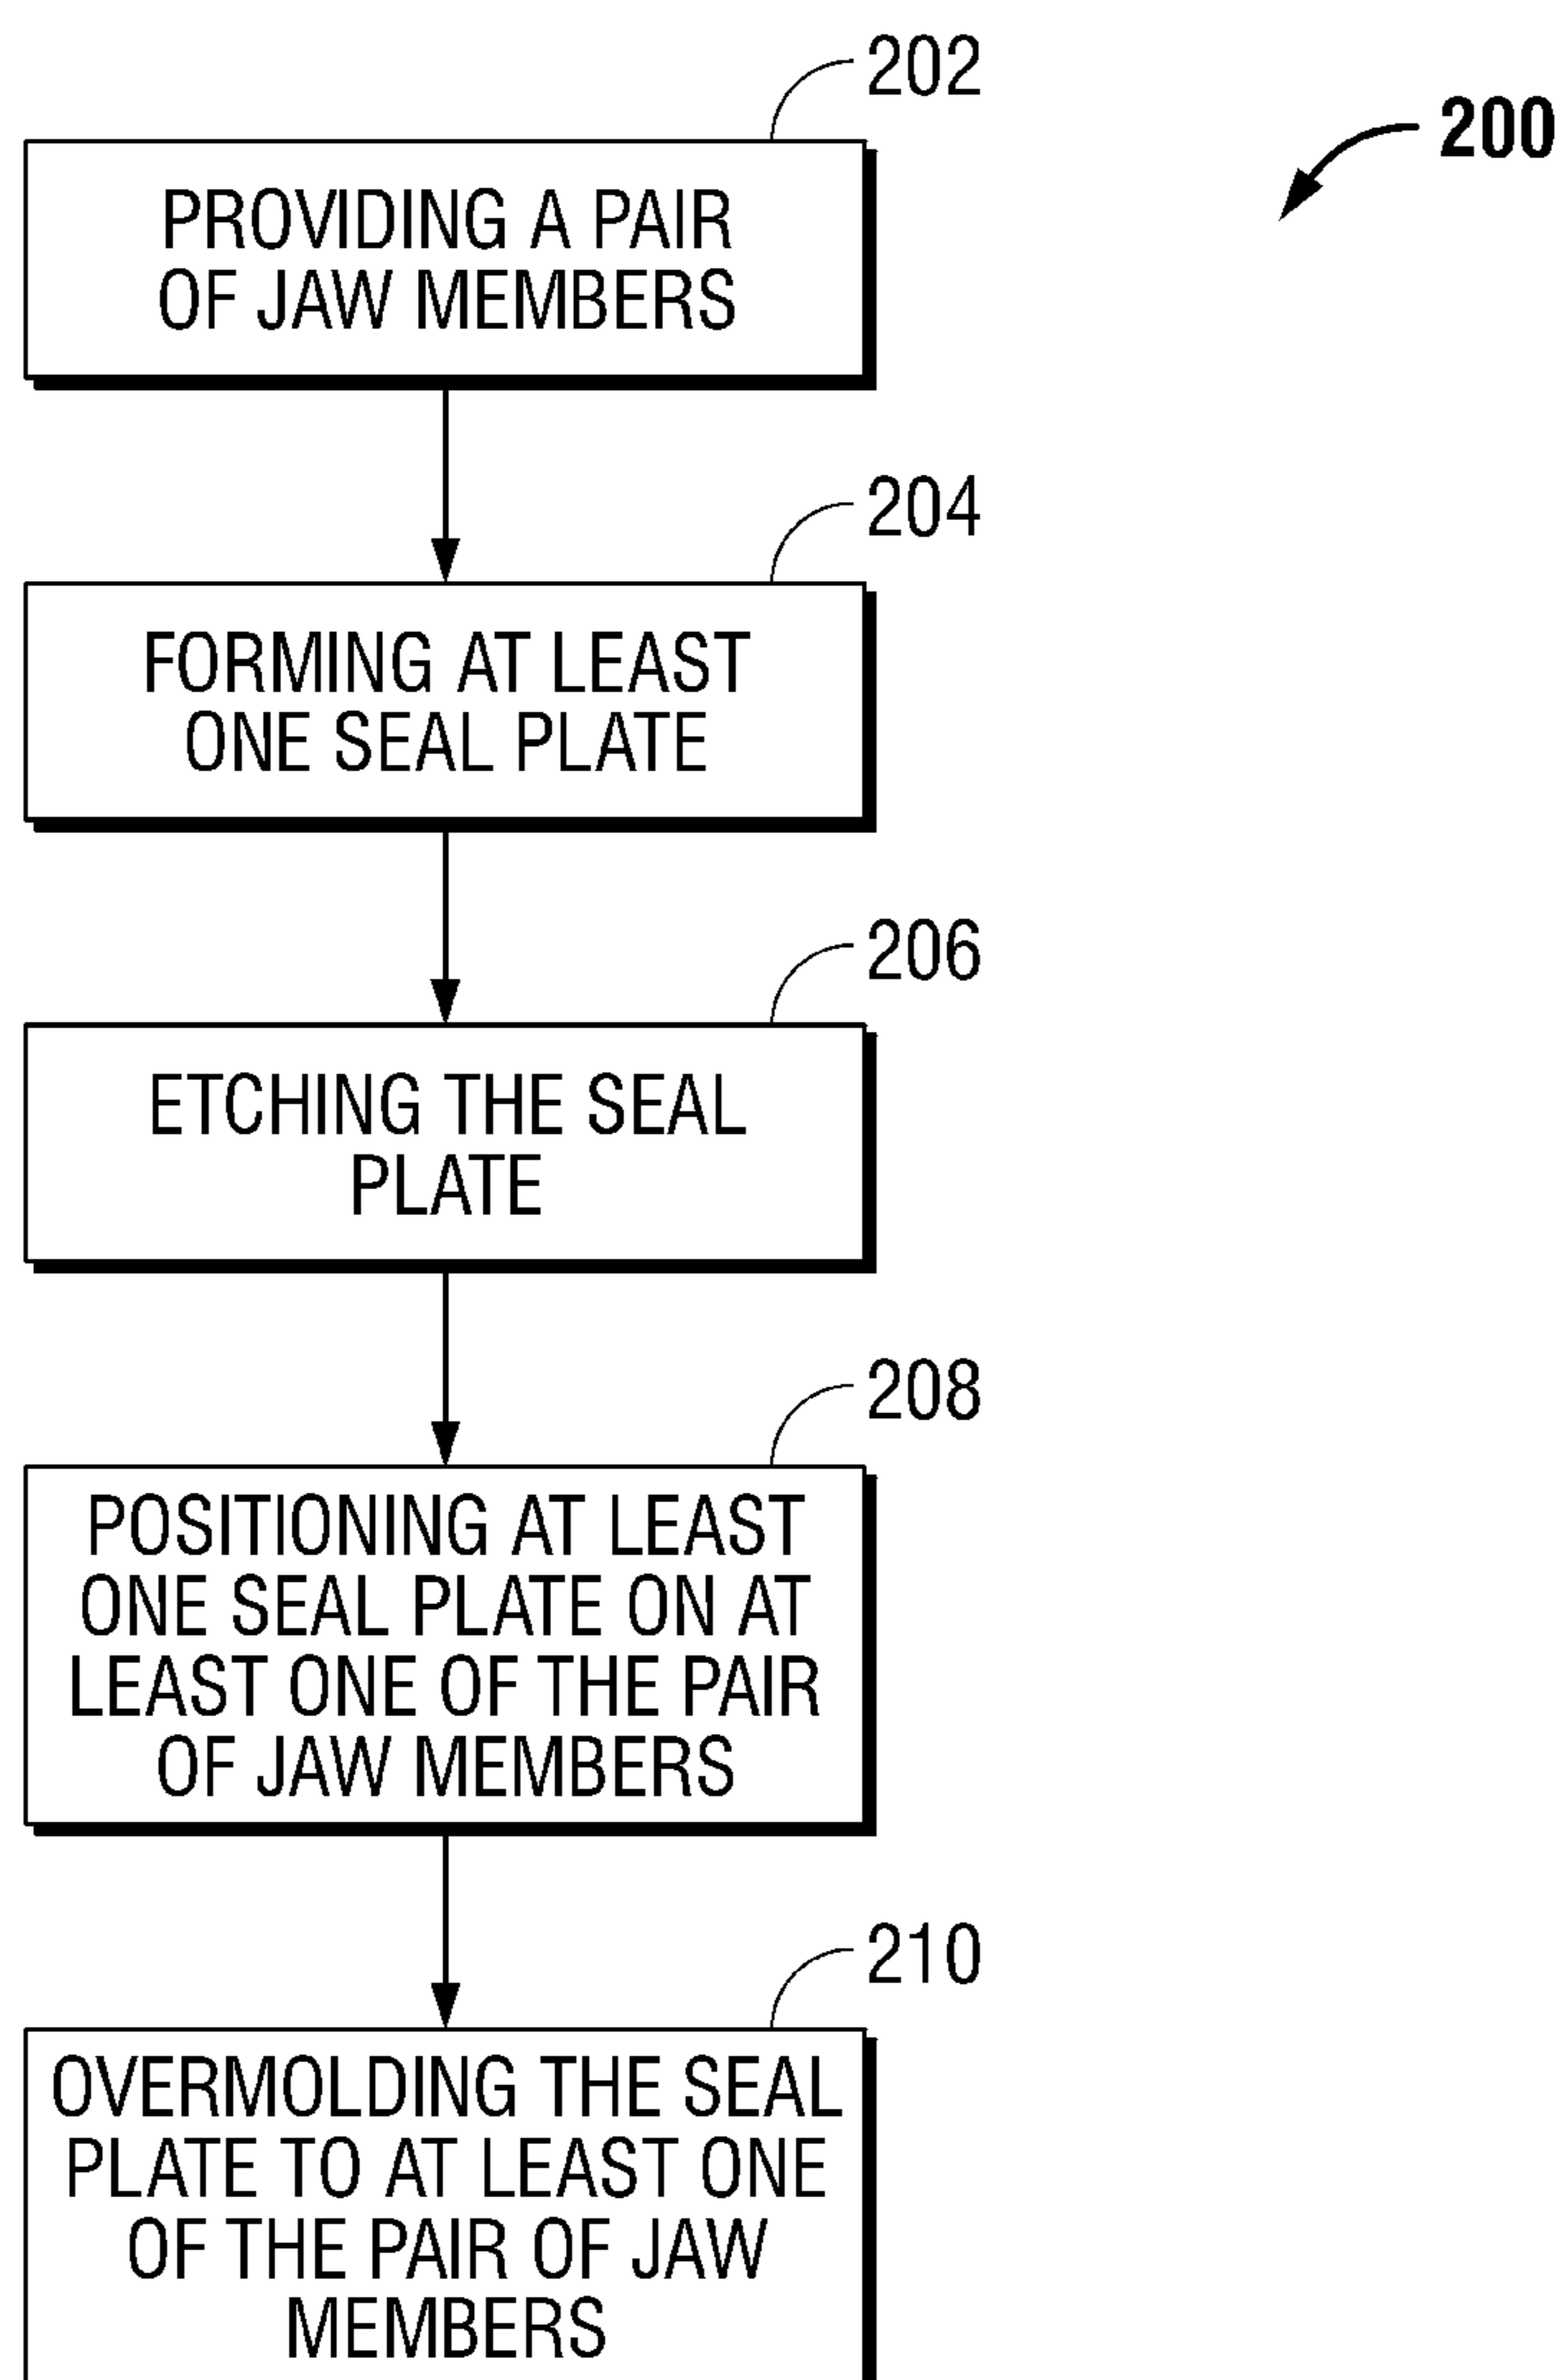 202
200
PROVIDING A PAIR
OF JAW MEMBERS
204
FORMING AT LEAST
ONE SEAL PLATE
206
ETCHING THE SEAL
PLATE
208
POSITIONING AT LEAST
ONE SEAL PLATE ON AT
LEAST ONE OF THE PAIR
OF JAW MEMBERS
210
OVERMOLDING THE SEAL
PLATE TO AT LEAST ONE
OF THE PAIR OF JAW
MEMBERS